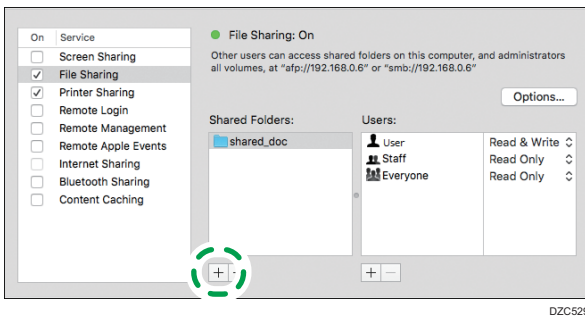 On Service
Screen Sharing
File Sharing
Printer Sharing
Remote Login
Remote Management
Remote Apple Events
Internet Sharing
Bluetooth Sharing
Content Caching
File Sharing: On
Other users can access shared folders on this computer, and administrators
all volumes, at “afp://192.168.0.6” or “smb://192.168.0.6”
Options...
Shared Folders:
shared_doc
Users:
User Read & Write
Staff Read Only
Everyone Read Only
+ –
+ –
DZC529